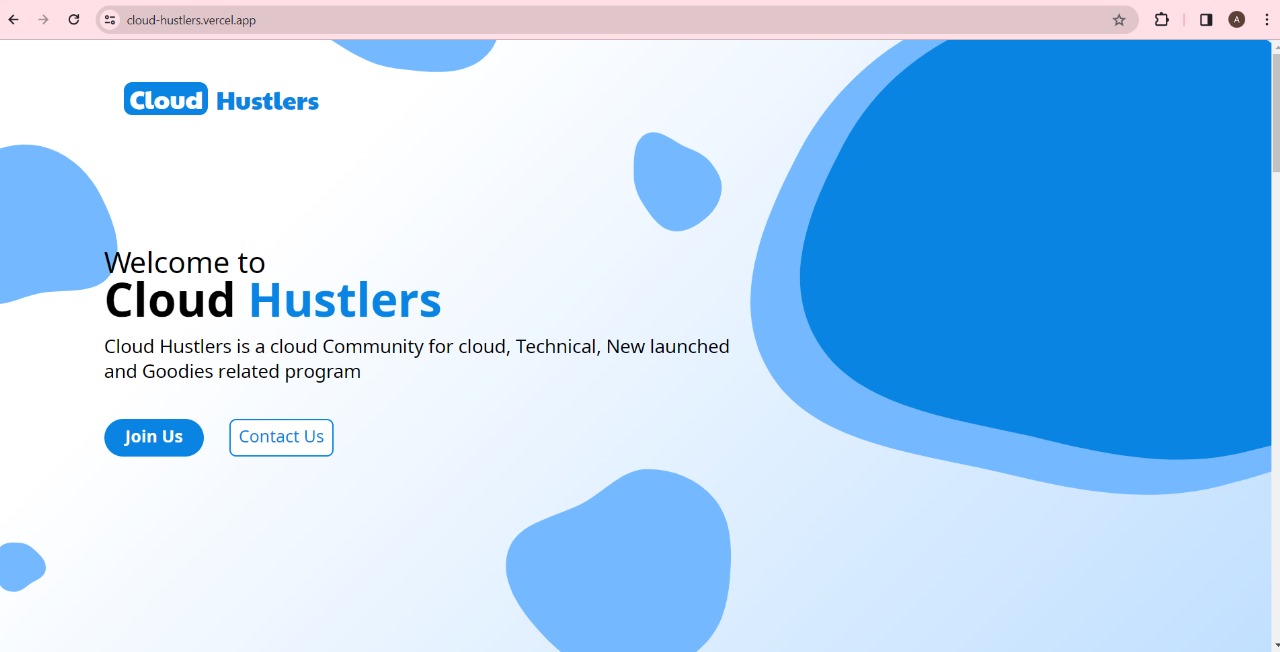 cloud-hustlers.vercel.app
A
Cloud Hustlers
Welcome to
Cloud Hustlers
Cloud Hustlers is a cloud Community for cloud, Technical, New launched
and Goodies related program
Join Us
Contact Us